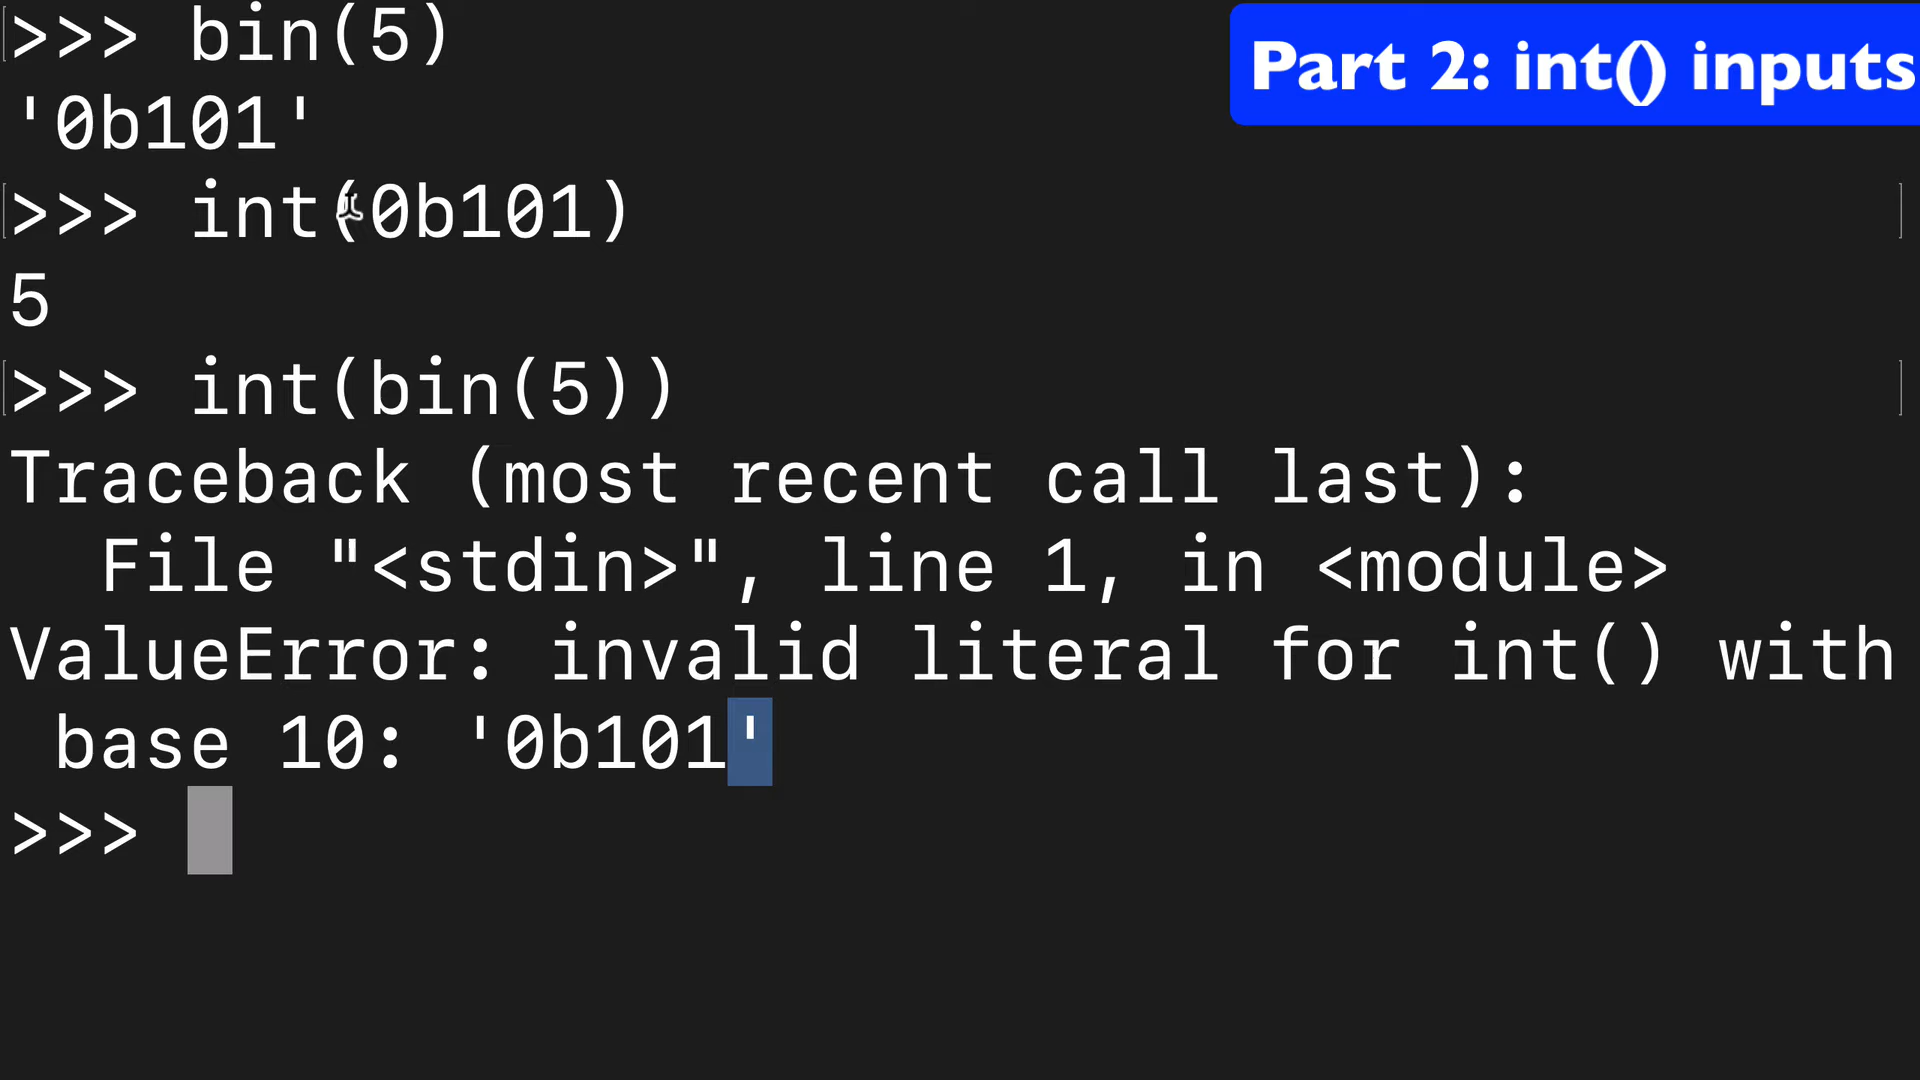 >>> bin(5)
Part 2: int() inputs
'0b101'
>>> int(0b101)
5
>>> int(bin(5))
Traceback (most recent call last):
  File "<stdin>", line 1, in <module>
ValueError: invalid literal for int() with
 base 10: '0b101'
>>>